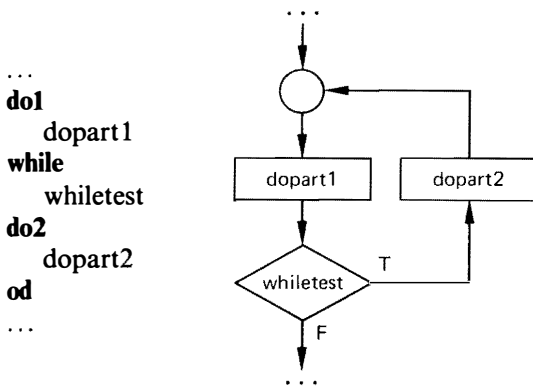 ...
do1
dopart1
while
whiletest
do2
dopart2
od
...
...
dopart1
dopart2
whiletest
T
F
...